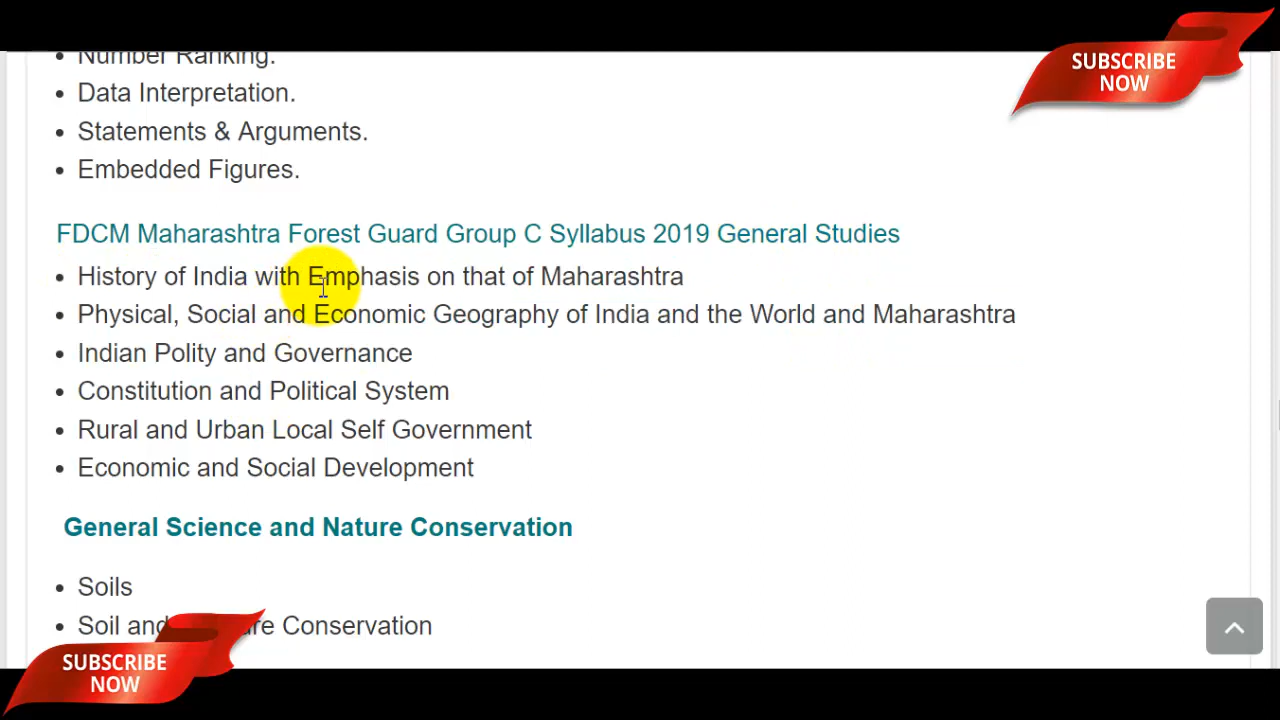 Number Ranking.
Data Interpretation.
Statements & Arguments.
Embedded Figures.
FDCM Maharashtra Forest Guard Group C Syllabus 2019 General Studies
History of India with Emphasis on that of Maharashtra
Physical, Social and Economic Geography of India and the World and Maharashtra
Indian Polity and Governance
Constitution and Political System
Rural and Urban Local Self Government
Economic and Social Development
General Science and Nature Conservation
Soils
Soil and Conservation
SUBSCRIBE
NOW
SUBSCRIBE
NOW